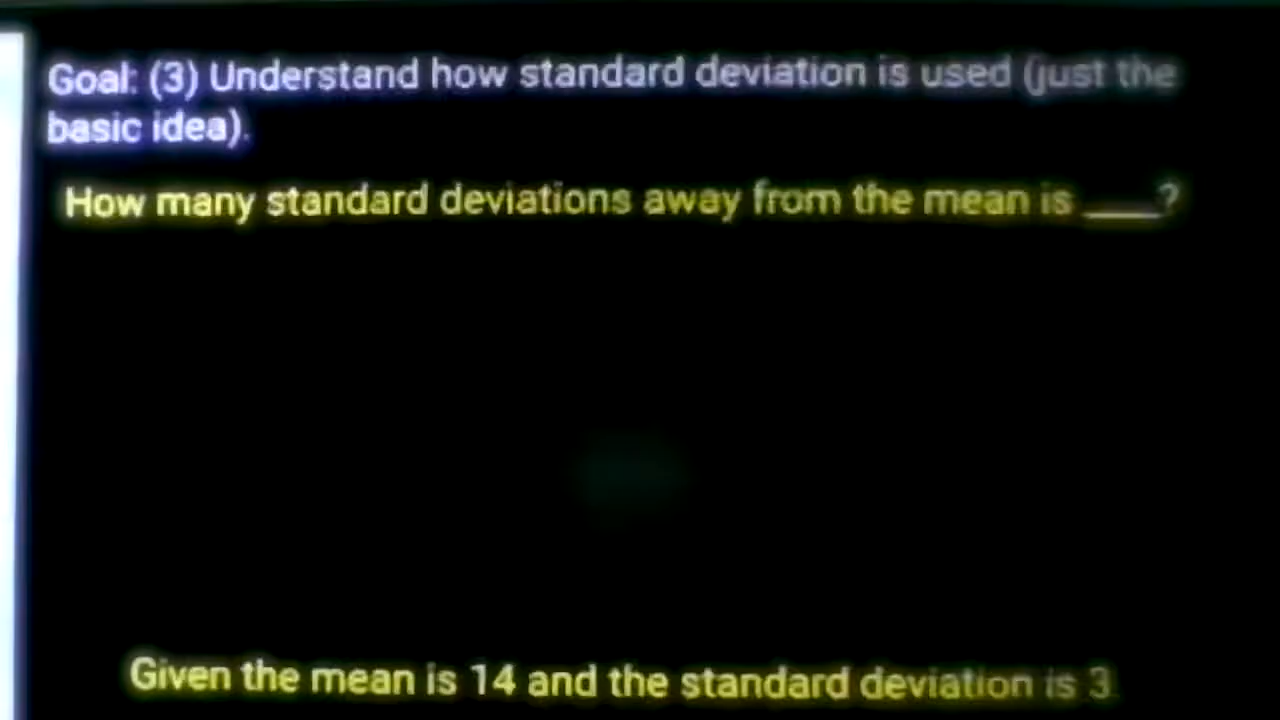 Goal: (3) Understand how standard deviation is used (just the
basic idea).
How many standard deviations away from the mean is ____?
Given the mean is 14 and the standard deviation is 3